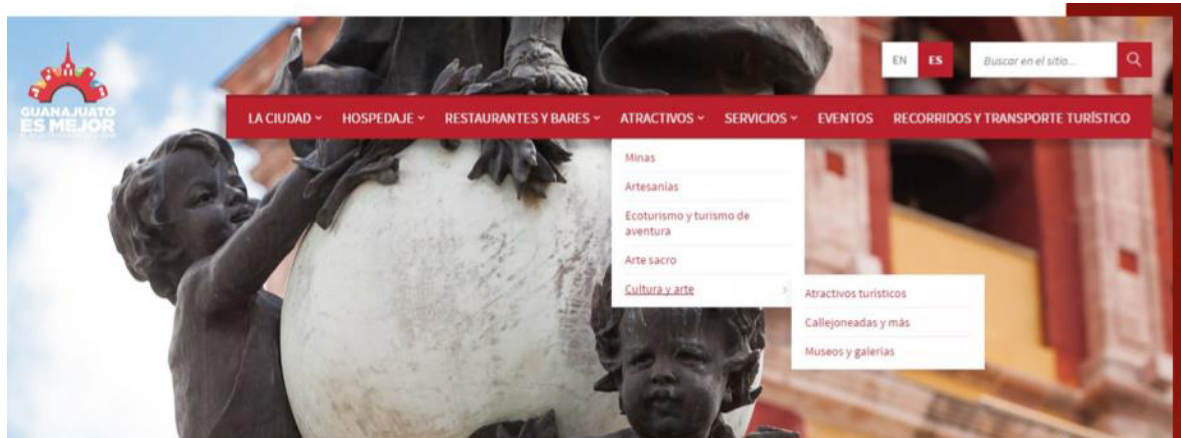 EN ES Buscar en el sitio...
GUANAJUATO
ES MEJOR
LA CIUDAD HOSPEDAJE RESTAURANTES Y BARES ATRACTIVOS SERVICIOS EVENTOS RECORRIDOS Y TRANSPORTE TURÍSTICO
Minas
Artesanías
Ecoturismo y turismo de
aventura
Arte sacro
Cultura y arte
Atractivos turísticos
Callejoneadas y más
Museos y galerías